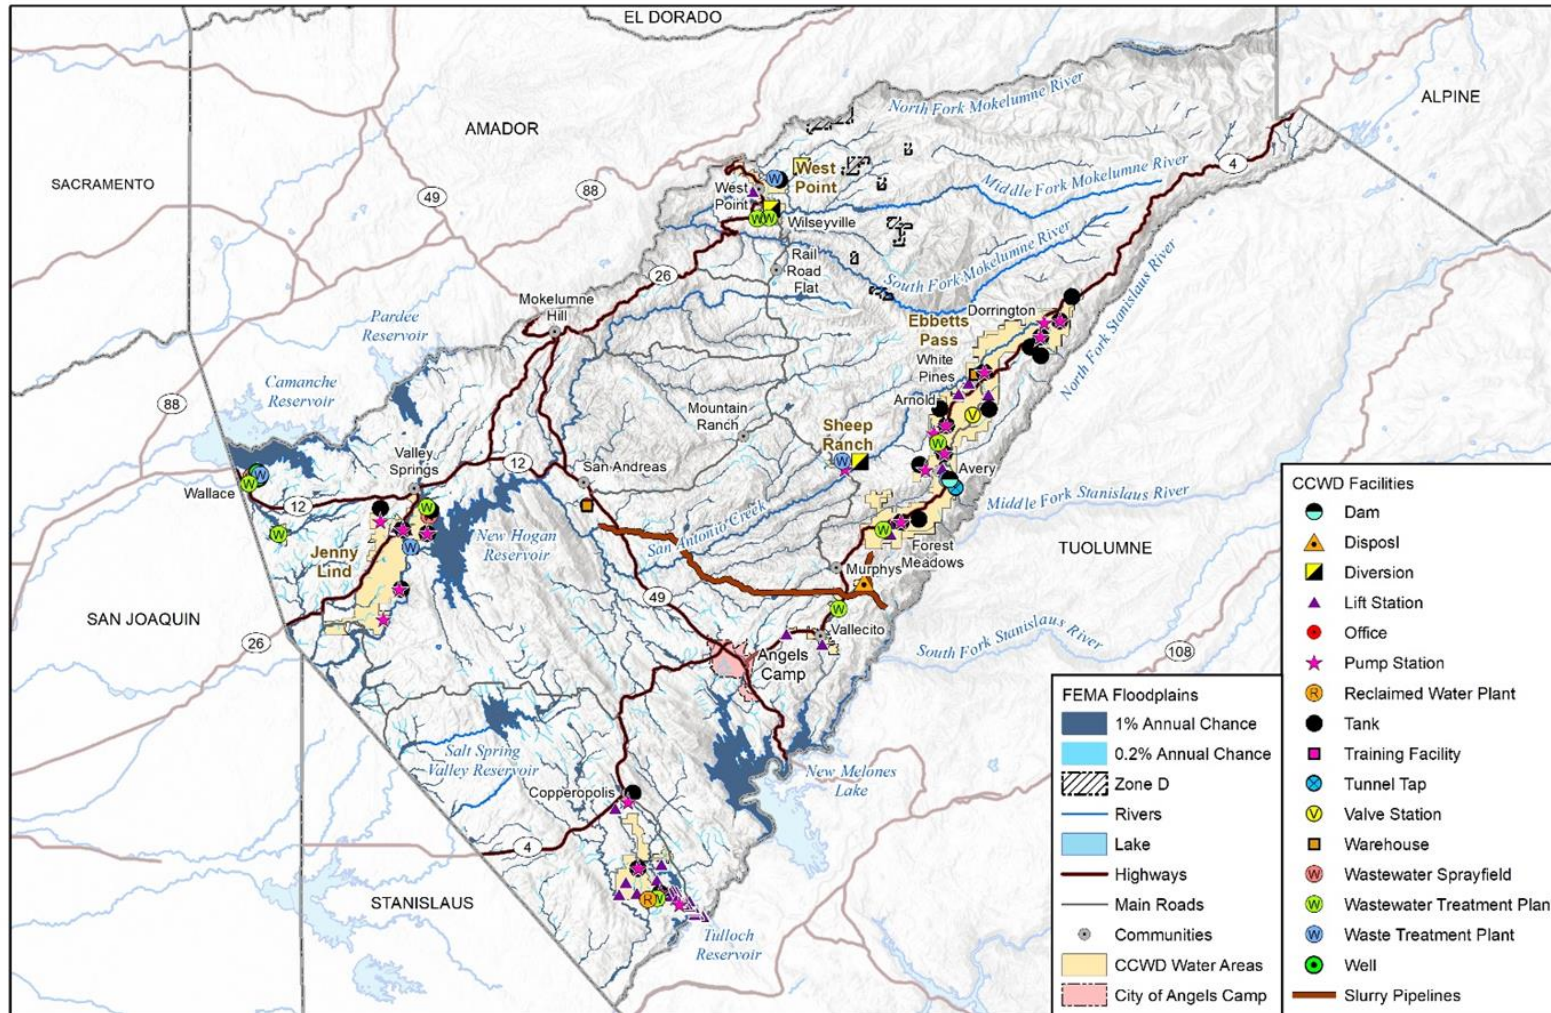 EL DORADO
ALPINE
AMADOR
SACRAMENTO
North Fork Mokelumne River
4
88
49
West
Point
West
Point
Middle Fork Mokelumne River
Wilseyville
South Fork Mokelumne River
Rail
Road
Flat
26
Mokelumne
Hill
Dorrington
Ebbetts
Pass
North Fork Stanislaus River
Pardee
Reservoir
White
Pines
Camanche
Reservoir
88
Arnold
Mountain
Ranch
Sheep
Ranch
Valley
Springs
12
San Andreas
Avery
Wallace
12
Middle Fork Stanislaus River
New Hogan
Reservoir
San Antonio Creek
Jenny
Lind
Forest
Meadows
TUOLUMNE
Murphys
49
SAN JOAQUIN
26
Vallecito
South Fork Stanislaus River
108
Angels
Camp
Salt Spring
Valley Reservoir
New Melones
Lake
Copperopolis
4
STANISLAUS
Tulloch
Reservoir
FEMA Floodplains
1% Annual Chance
0.2% Annual Chance
Zone D
Rivers
Lake
Highways
Main Roads
Communities
CCWD Water Areas
City of Angels Camp
CCWD Facilities
Dam
Disposl
Diversion
Lift Station
Office
Pump Station
R Reclaimed Water Plant
Tank
Training Facility
Tunnel Tap
V Valve Station
Warehouse
W Wastewater Sprayfield
W Wastewater Treatment Plan
W Waste Treatment Plant
Well
Slurry Pipelines